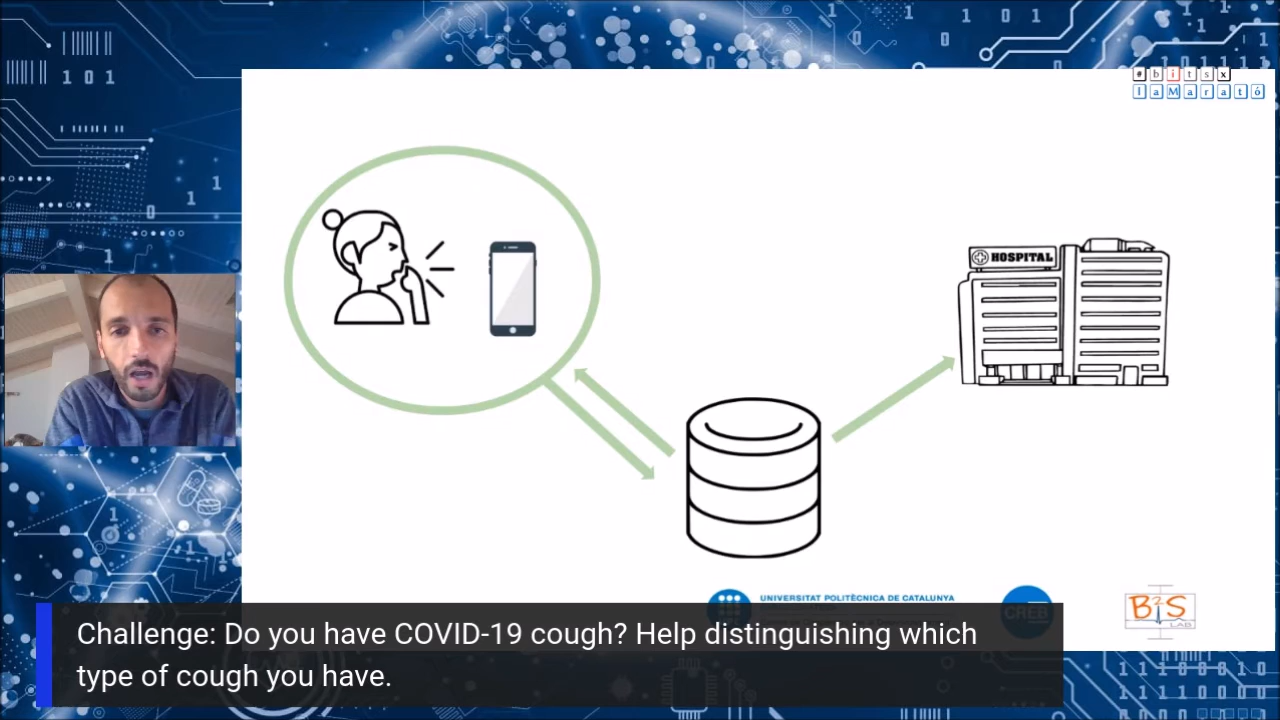 #bitsx
laMarató
HOSPITAL
UNIVERSITAT POLITÈCNICA DE CATALUNYA
CREB
B²iS
LAB
Challenge: Do you have COVID-19 cough? Help distinguishing which
type of cough you have.